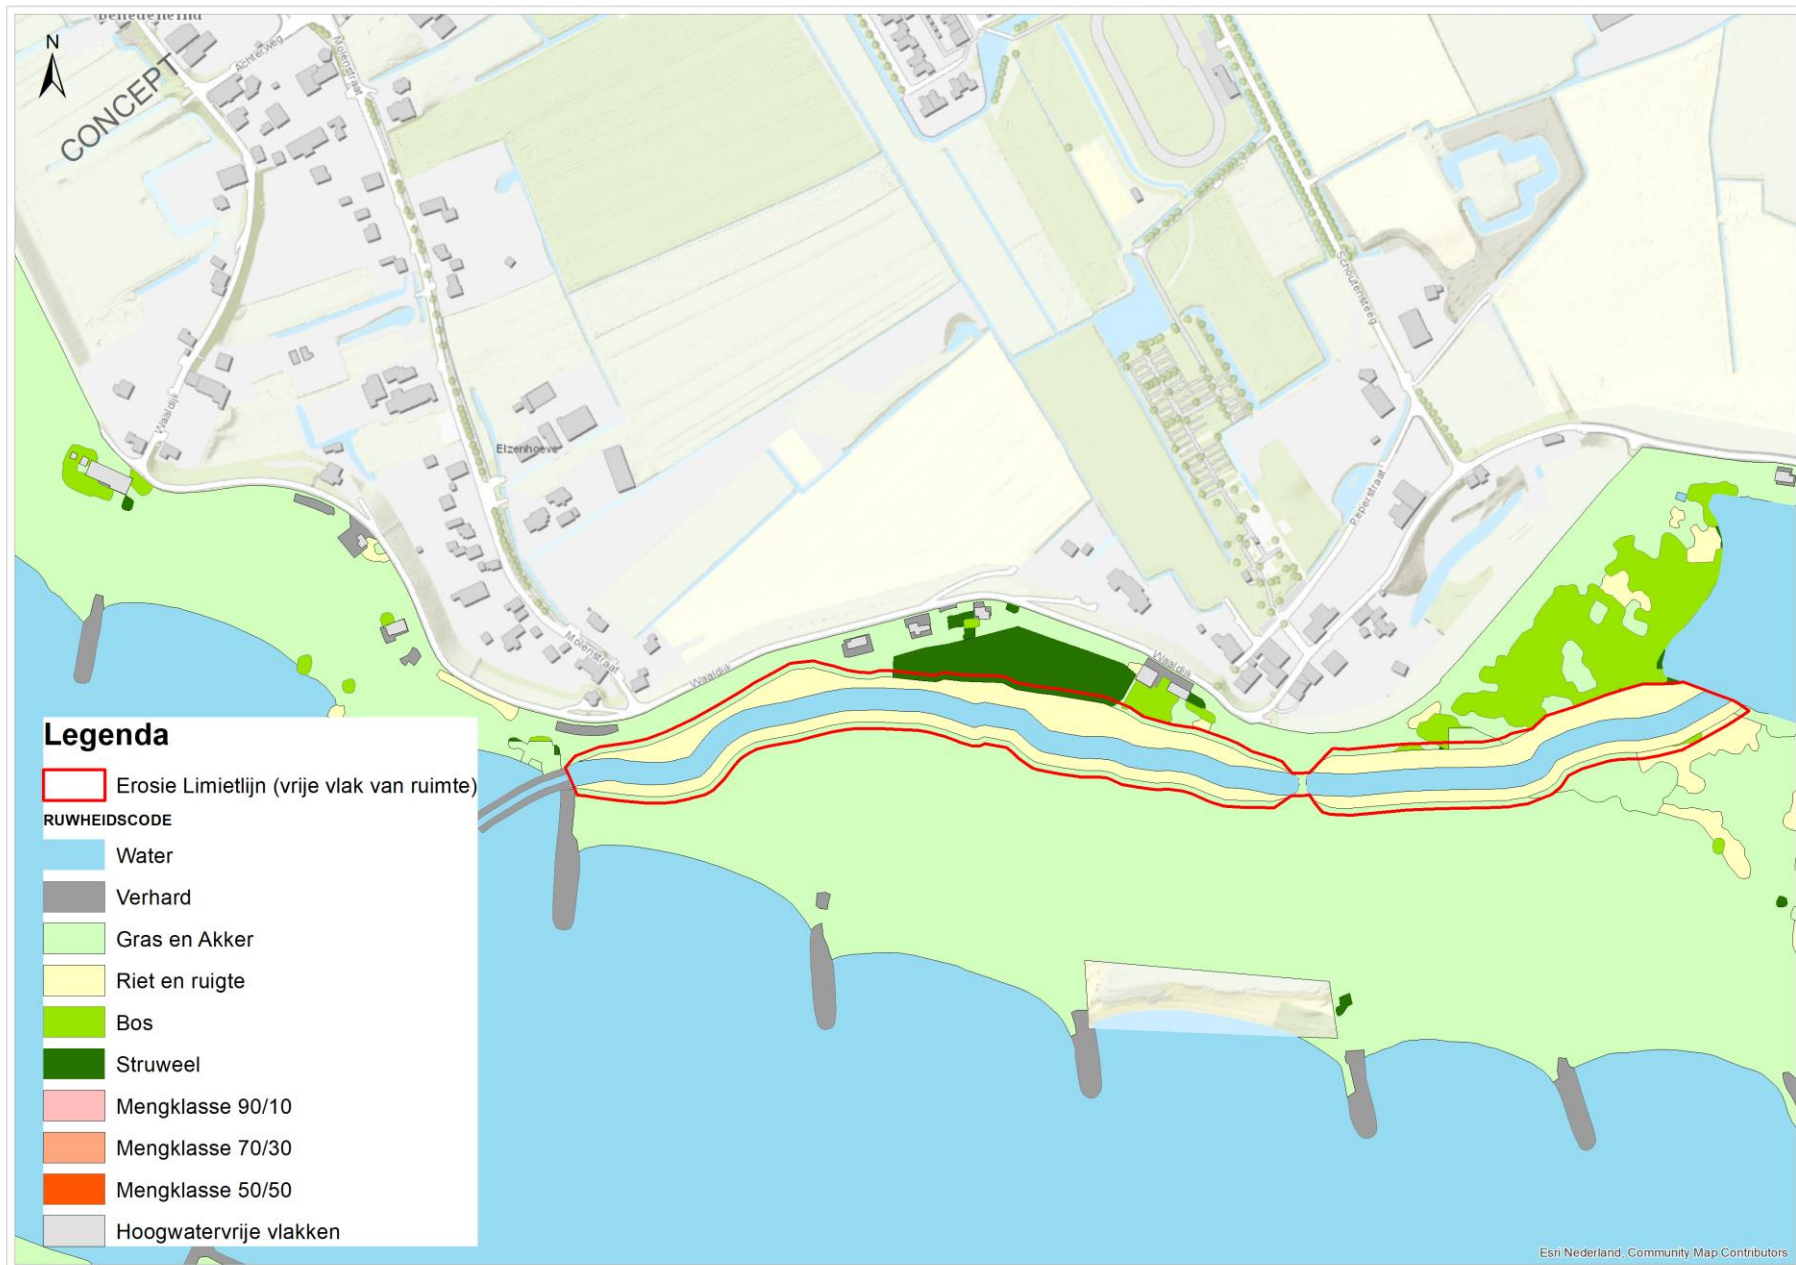 Benedeneind
N
CONCEPT
Achterweg
Molenstraat
Waaldijk
Elzenhoeve
Schoutensteeg
Peperstraat
Molenstraat
Waaldijk
Waaldijk
Legenda
Erosie Limietlijn (vrije vlak van ruimte)
RUWHEIDSCODE
Water
Verhard
Gras en Akker
Riet en ruigte
Bos
Struweel
Mengklasse 90/10
Mengklasse 70/30
Mengklasse 50/50
Hoogwatervrije vlakken
Esri Nederland, Community Map Contributors